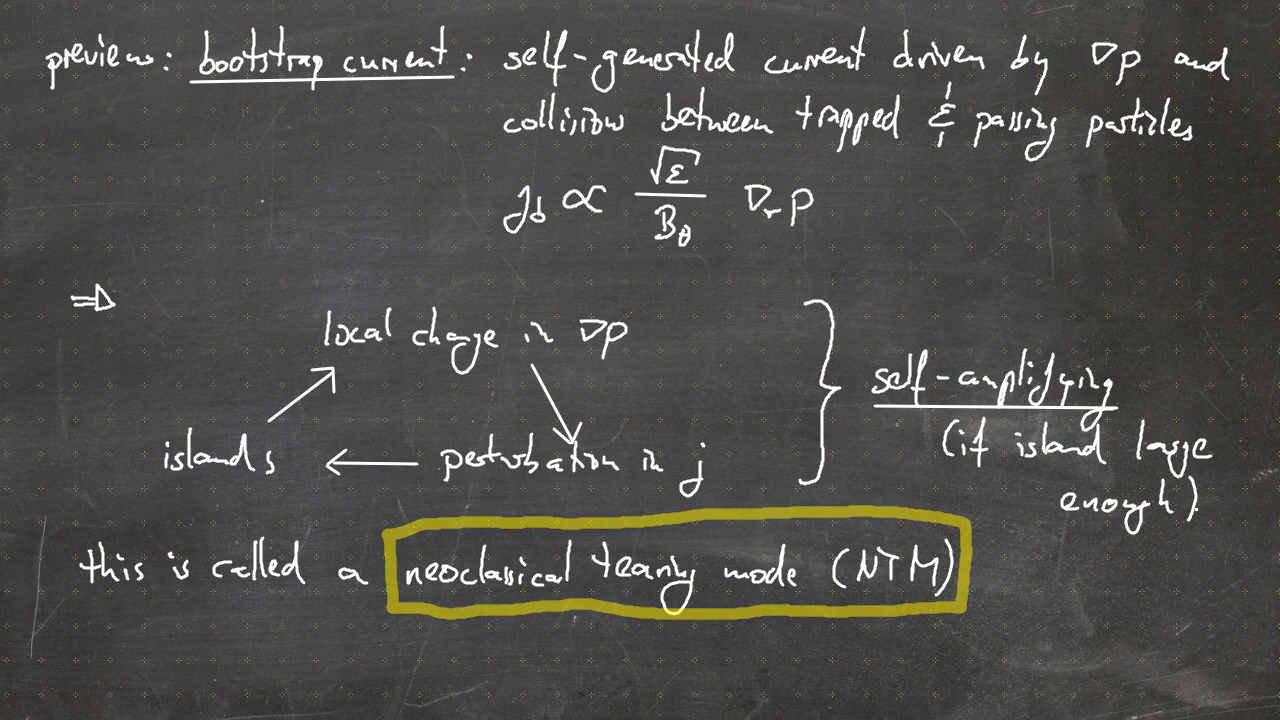 preview: bootstrap current: self-generated current driven by ∇p and
collision between trapped & passing particles
j_b ∝ √ε / B_θ ∇_r p
⇒
local change in ∇p
islands ← perturbation in j
self-amplifying
(if island large
enough)
this is called a neoclassical tearing mode (NTM)